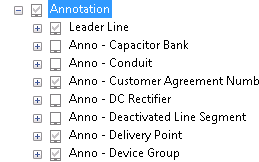 Annotation
Leader Line
Anno - Capacitor Bank
Anno - Conduit
Anno - Customer Agreement Numb
Anno - DC Rectifier
Anno - Deactivated Line Segment
Anno - Delivery Point
Anno - Device Group